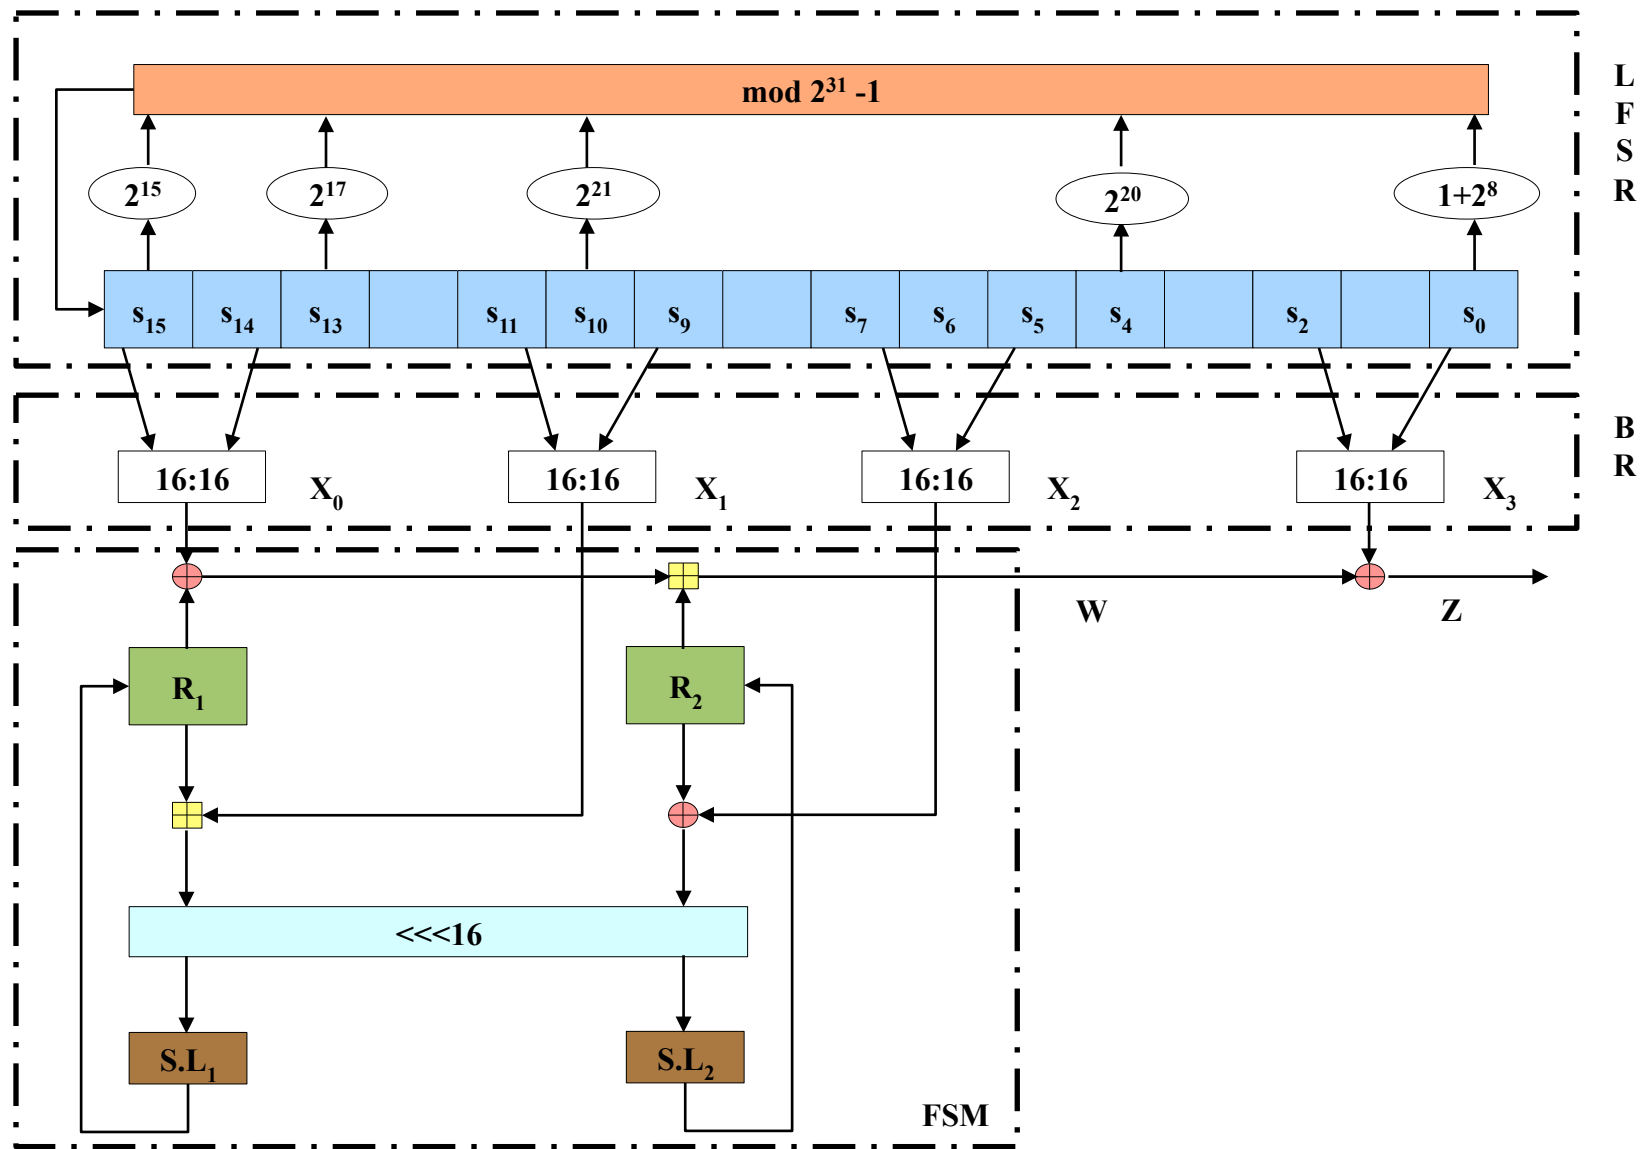 L
F
S
R
mod 2³¹ -1
2¹⁵ 2¹⁷ 2²¹ 2²⁰ 1+2⁸
s₁₅ s₁₄ s₁₃ s₁₁ s₁₀ s₉ s₇ s₆ s₅ s₄ s₂ s₀
B
R
16:16 X₀ 16:16 X₁ 16:16 X₂ 16:16 X₃
W Z
R₁ R₂
<<<16
S.L₁ S.L₂
FSM